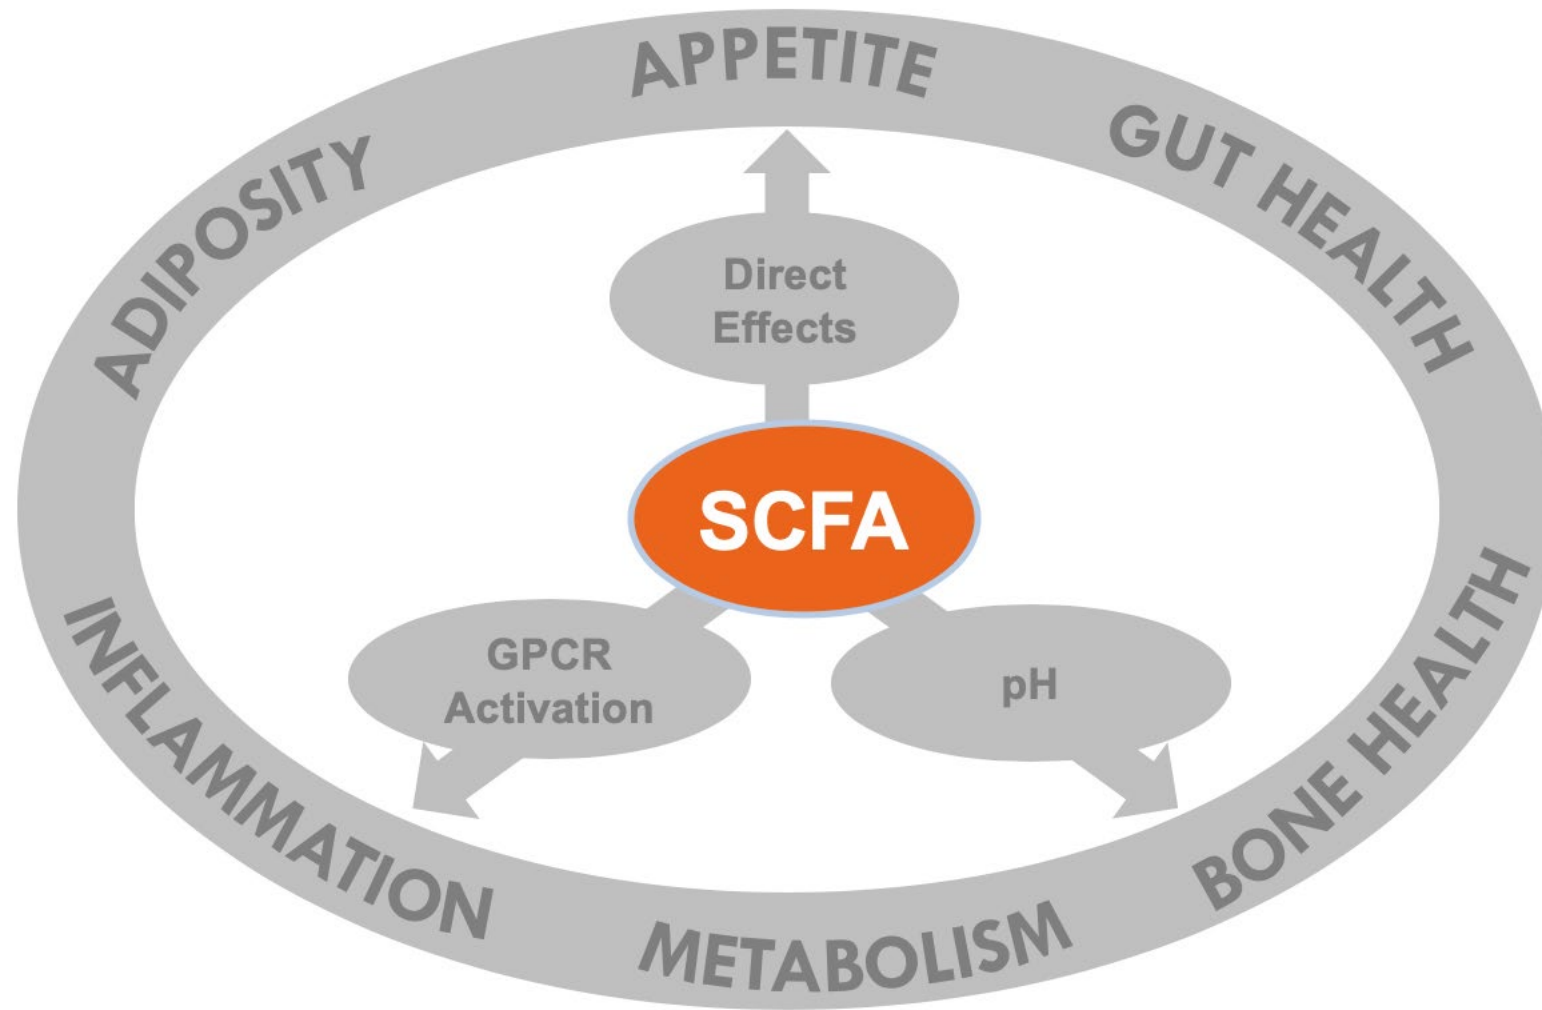 APPETITE
GUT HEALTH
ADIPOSITY
Direct
Effects
SCFA
GPCR
Activation
pH
INFLAMMATION
METABOLISM
BONE HEALTH